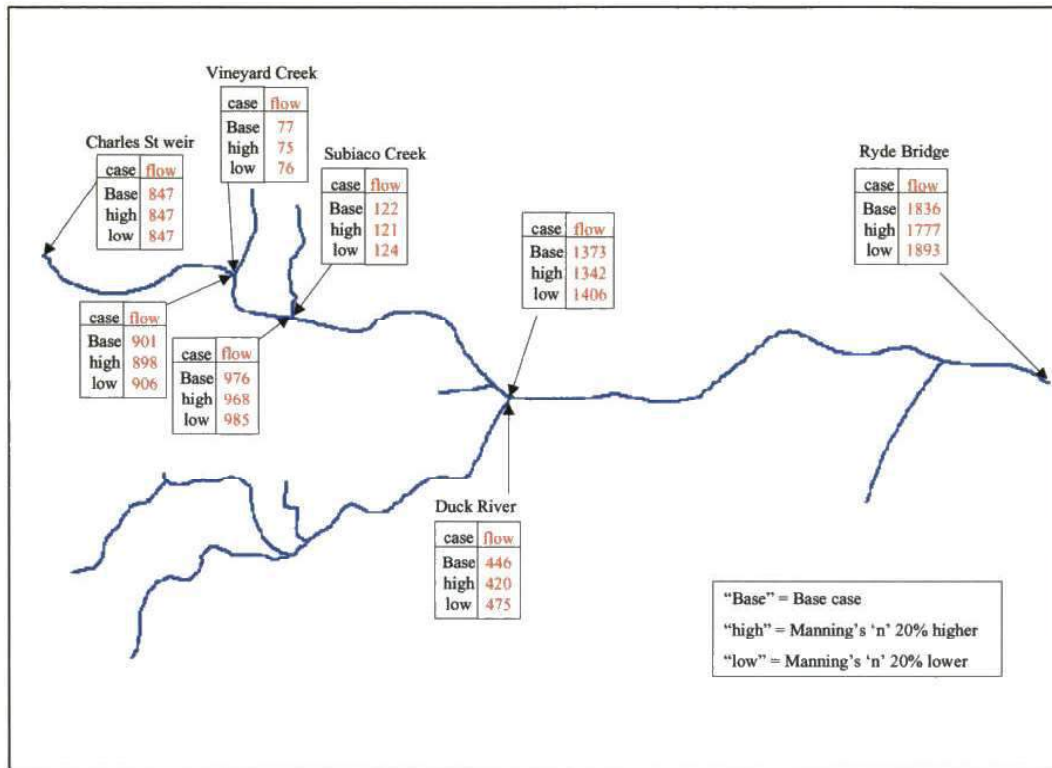 Vineyard Creek
case flow
Base 77
high 75
low 76
Charles St weir
case flow
Base 847
high 847
low 847
Subiaco Creek
case flow
Base 122
high 121
low 124
Ryde Bridge
case flow
Base 1836
high 1777
low 1893
case flow
Base 1373
high 1342
low 1406
case flow
Base 901
high 898
low 906
case flow
Base 976
high 968
low 985
Duck River
case flow
Base 446
high 420
low 475
“Base” = Base case
“high” = Manning’s ‘n’ 20% higher
“low” = Manning’s ‘n’ 20% lower